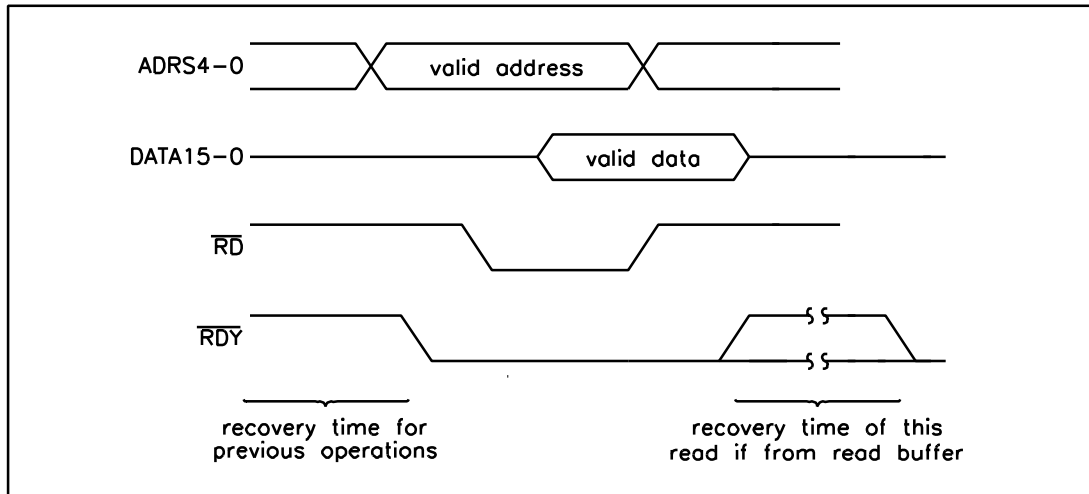 ADRS4-0
valid address
DATA15-0
valid data
RD
RDY
recovery time for
previous operations
recovery time of this
read if from read buffer